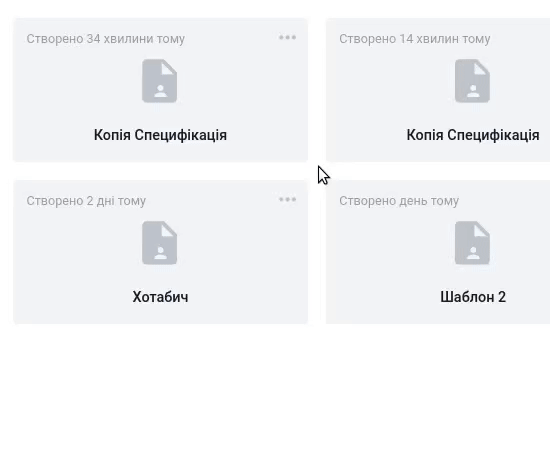 Створено 34 хвилини тому
Створено 14 хвилин тому
Копія Специфікація
Копія Специфікація
Створено 2 дні тому
Створено день тому
Хотабич
Шаблон 2